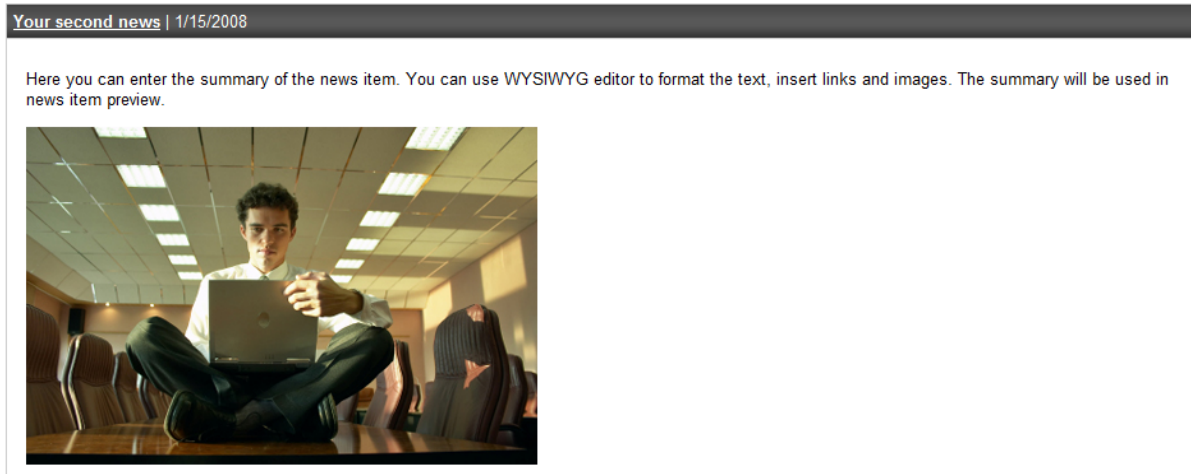 Your second news | 1/15/2008
Here you can enter the summary of the news item. You can use WYSIWYG editor to format the text, insert links and images. The summary will be used in
news item preview.